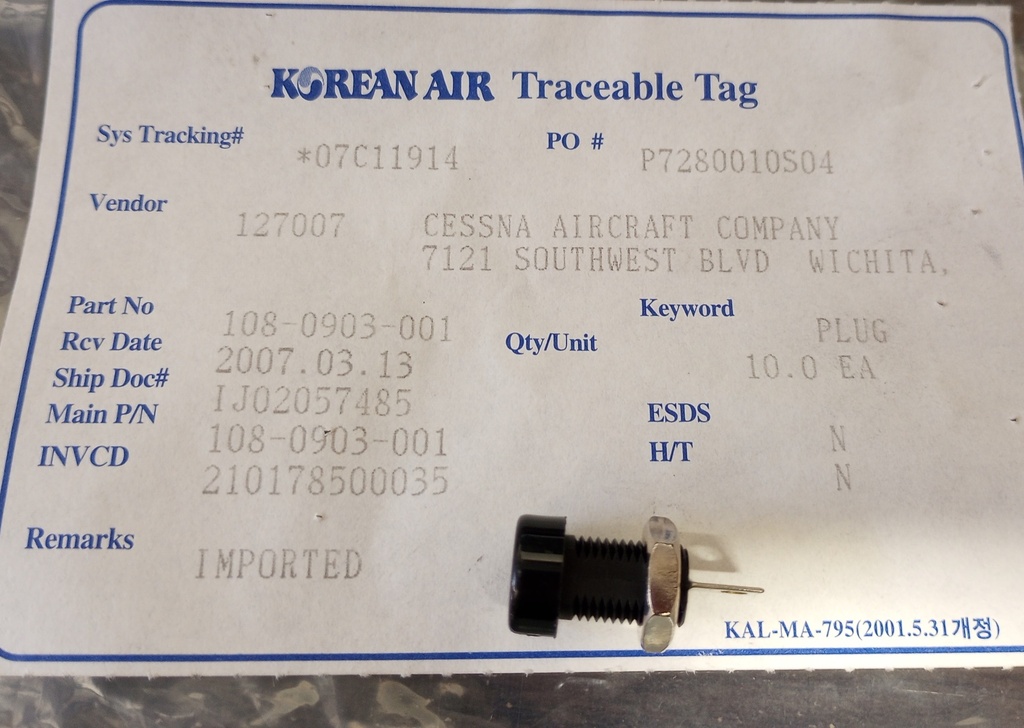 KOREAN AIR Traceable Tag
Sys Tracking# *07C11914 PO # P7280010S04
Vendor 127007 CESSNA AIRCRAFT COMPANY
7121 SOUTHWEST BLVD WICHITA,
Part No 108-0903-001 Keyword PLUG
Rcv Date 2007.03.13 Qty/Unit 10.0 EA
Ship Doc# IJ02057485
Main P/N 108-0903-001 ESDS N
INVCD 210178500035 H/T N
Remarks IMPORTED
KAL-MA-795(2001.5.31개정)